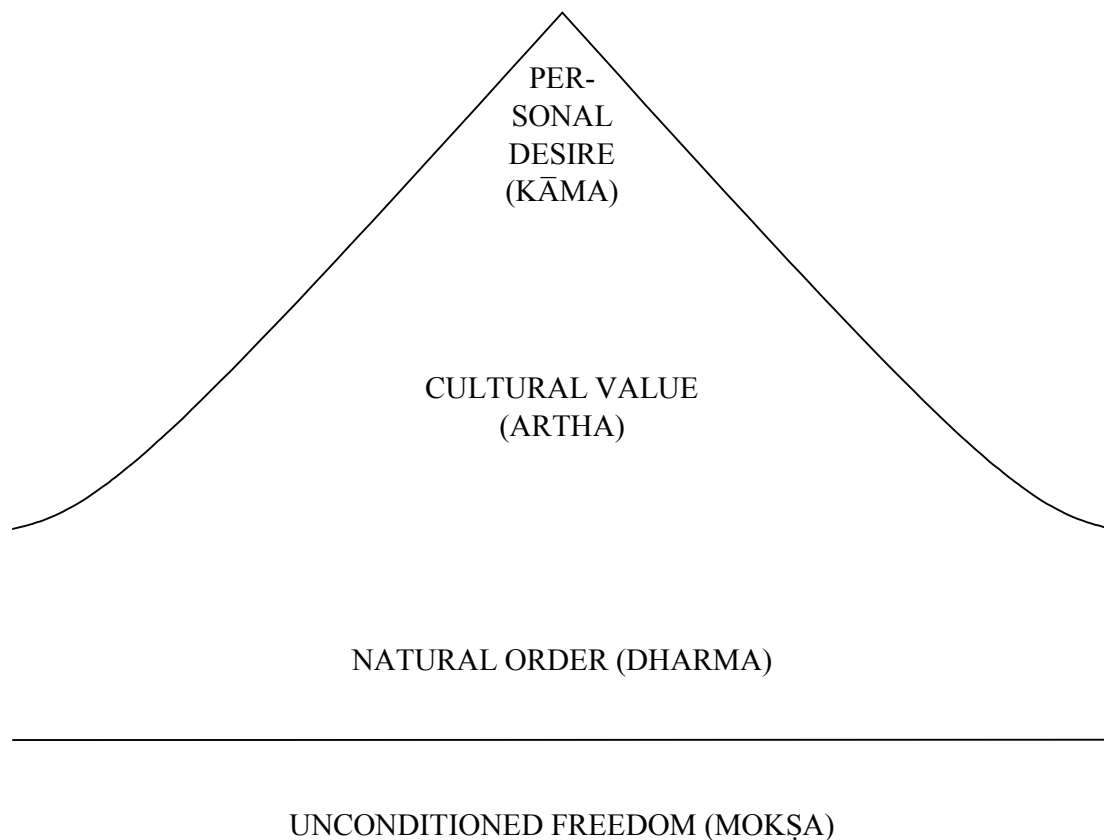 PER-
SONAL
DESIRE
(KĀMA)
CULTURAL VALUE
(ARTHA)
NATURAL ORDER (DHARMA)
UNCONDITIONED FREEDOM (MOKṢA)